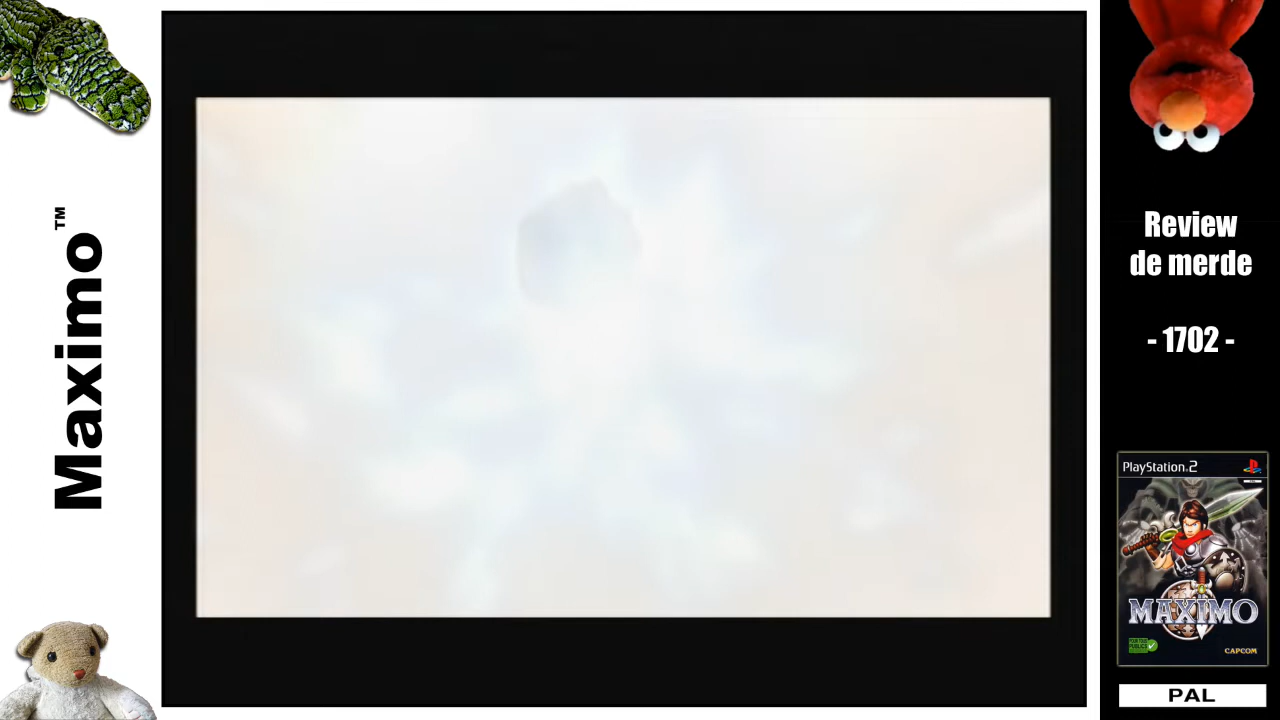 Maximo™
Review
de merde
- 1702 -
PlayStation.2
MAXIMO
CAPCOM
PAL